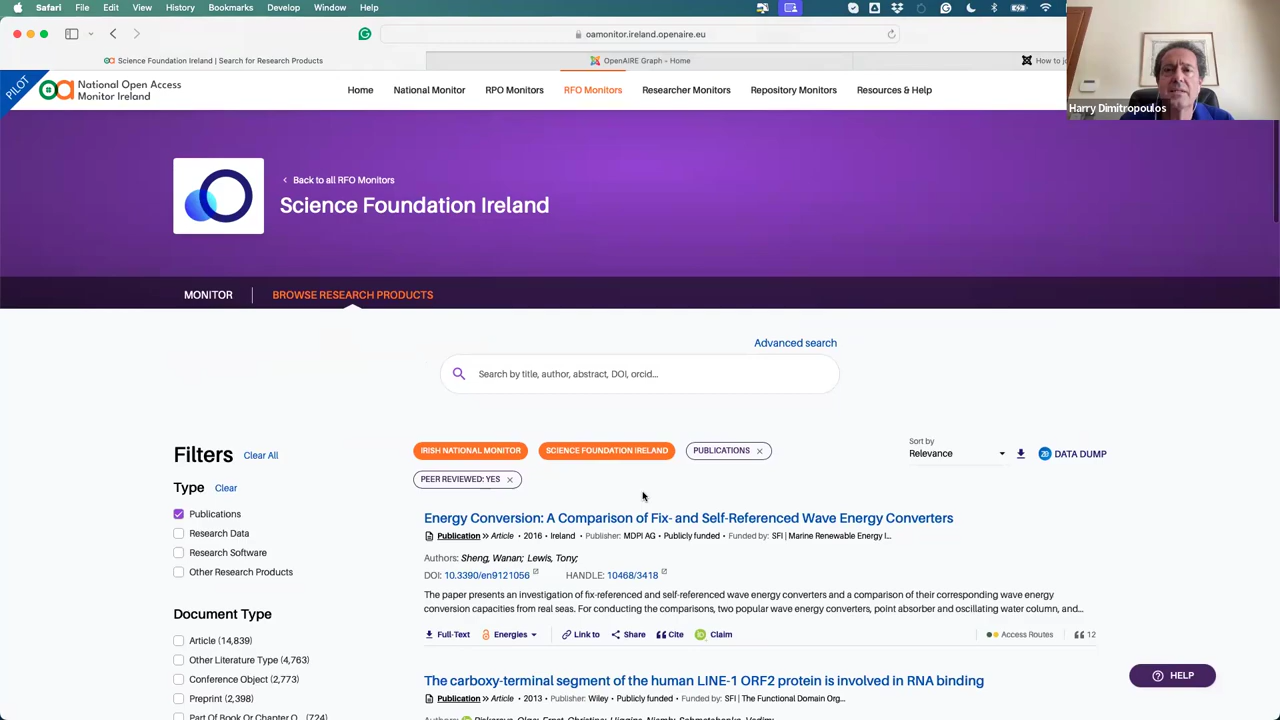 Safari File Edit View History Bookmarks Develop Window Help
oamonitor.ireland.openaire.eu
Science Foundation Ireland | Search for Research Products
OpenAIRE Graph - Home
How to jo
PILOT
National Open Access
Monitor Ireland
Home National Monitor RPO Monitors RFO Monitors Researcher Monitors Repository Monitors Resources & Help
Harry Dimitropoulos
Back to all RFO Monitors
Science Foundation Ireland
MONITOR BROWSE RESEARCH PRODUCTS
Advanced search
Search by title, author, abstract, DOI, orcid...
Filters Clear All
IRISH NATIONAL MONITOR SCIENCE FOUNDATION IRELAND PUBLICATIONS
Sort by
Relevance
DATA DUMP
PEER REVIEWED: YES
Type Clear
Publications
Research Data
Research Software
Other Research Products
Document Type
Article (14,839)
Other Literature Type (4,763)
Conference Object (2,773)
Preprint (2,398)
Part Of Book Or Chapter O... (724)
Energy Conversion: A Comparison of Fix- and Self-Referenced Wave Energy Converters
Publication » Article • 2016 • Ireland • Publisher: MDPI AG • Publicly funded • Funded by: SFI | Marine Renewable Energy I...
Authors: Sheng, Wanan; Lewis, Tony;
DOI: 10.3390/en9121056 HANDLE: 10468/3418
The paper presents an investigation of fix-referenced and self-referenced wave energy converters and a comparison of their corresponding wave energy
conversion capacities from real seas. For conducting the comparisons, two popular wave energy converters, point absorber and oscillating water column, and...
Full-Text Energies Link to Share Cite Claim Access Routes 12
The carboxy-terminal segment of the human LINE-1 ORF2 protein is involved in RNA binding
Publication » Article • 2013 • Publisher: Wiley • Publicly funded • Funded by: SFI | The Functional Domain Org...
HELP